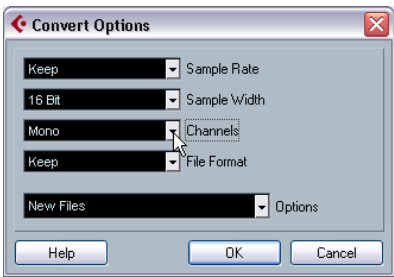 Convert Options
Keep Sample Rate
16 Bit Sample Width
Mono Channels
Keep File Format
New Files Options
Help OK Cancel